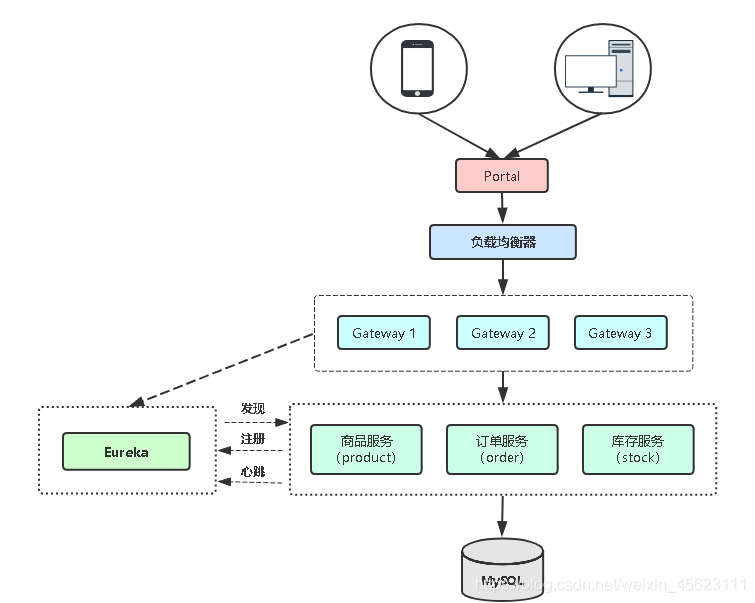 Portal
负载均衡器
Gateway 1
Gateway 2
Gateway 3
发现
注册
心跳
Eureka
商品服务
(product)
订单服务
(order)
库存服务
(stock)
MySQL
https://blog.csdn.net/weixin_45623111